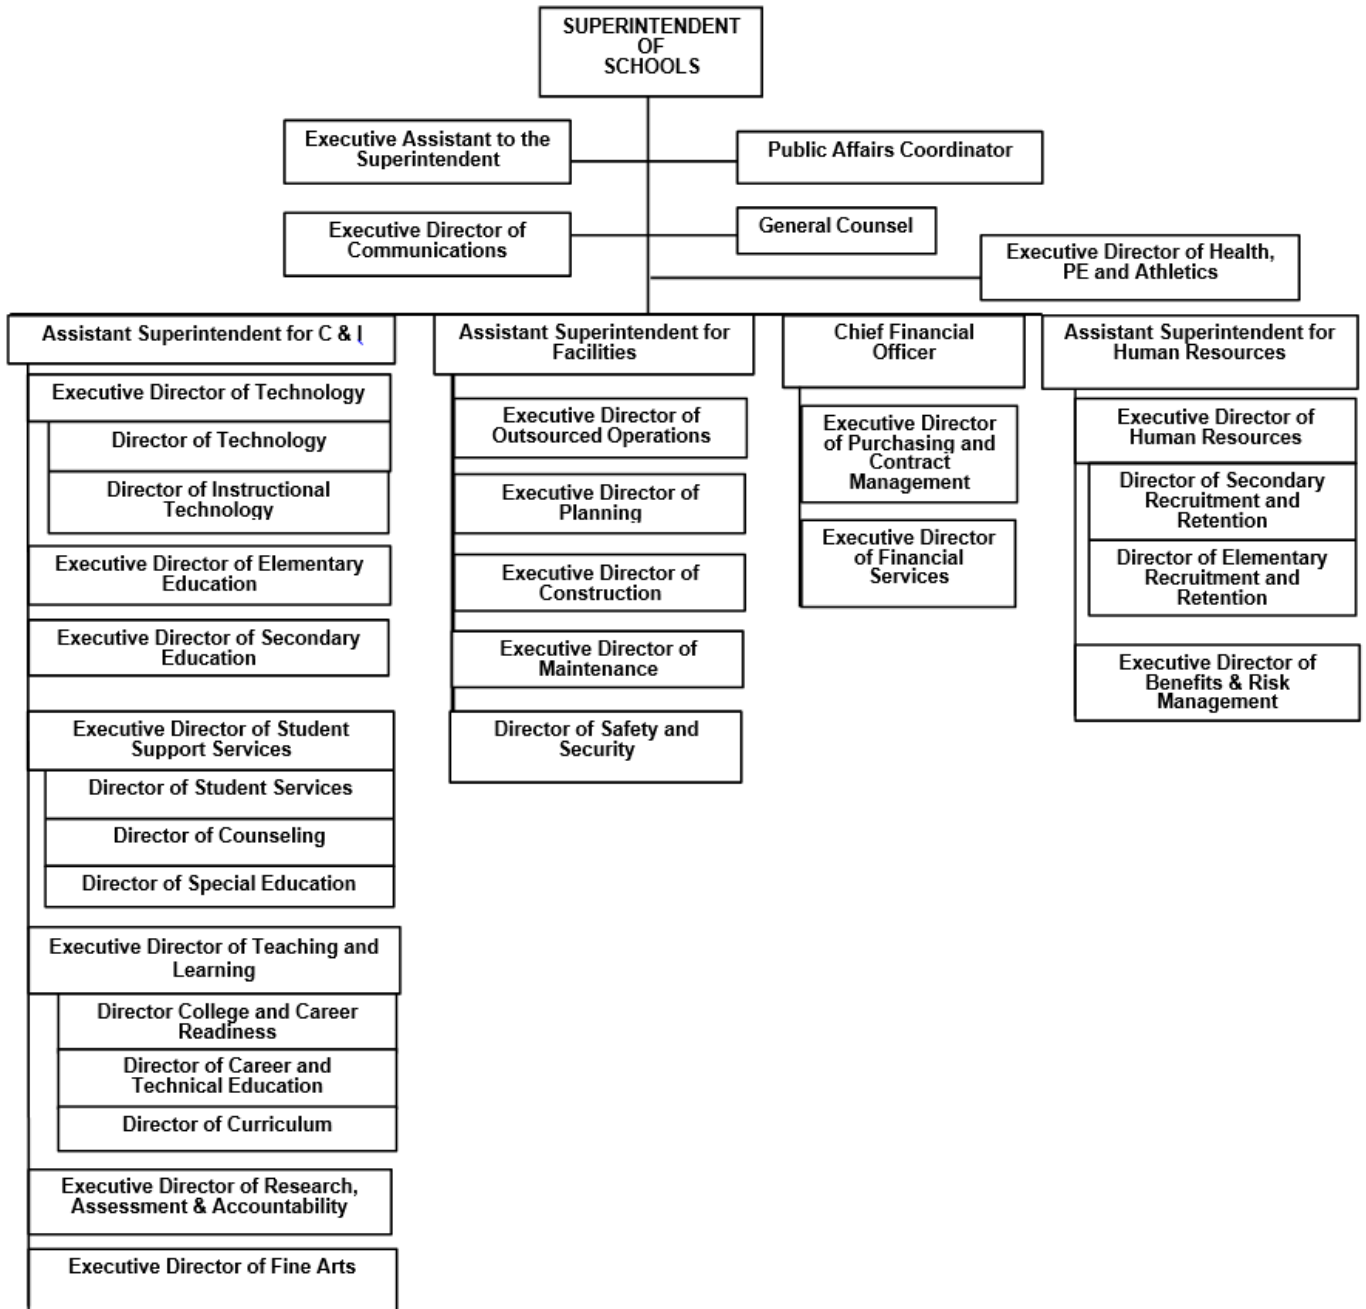 SUPERINTENDENT
OF
SCHOOLS
Executive Assistant to the
Superintendent
Public Affairs Coordinator
Executive Director of
Communications
General Counsel
Executive Director of Health,
PE and Athletics
Assistant Superintendent for C & I
Executive Director of Technology
Director of Technology
Director of Instructional
Technology
Executive Director of Elementary
Education
Executive Director of Secondary
Education
Executive Director of Student
Support Services
Director of Student Services
Director of Counseling
Director of Special Education
Executive Director of Teaching and
Learning
Director College and Career
Readiness
Director of Career and
Technical Education
Director of Curriculum
Executive Director of Research,
Assessment & Accountability
Executive Director of Fine Arts
Assistant Superintendent for
Facilities
Executive Director of
Outsourced Operations
Executive Director of
Planning
Executive Director of
Construction
Executive Director of
Maintenance
Director of Safety and
Security
Chief Financial
Officer
Executive Director
of Purchasing and
Contract
Management
Executive Director
of Financial
Services
Assistant Superintendent for
Human Resources
Executive Director of
Human Resources
Director of Secondary
Recruitment and
Retention
Director of Elementary
Recruitment and
Retention
Executive Director of
Benefits & Risk
Management